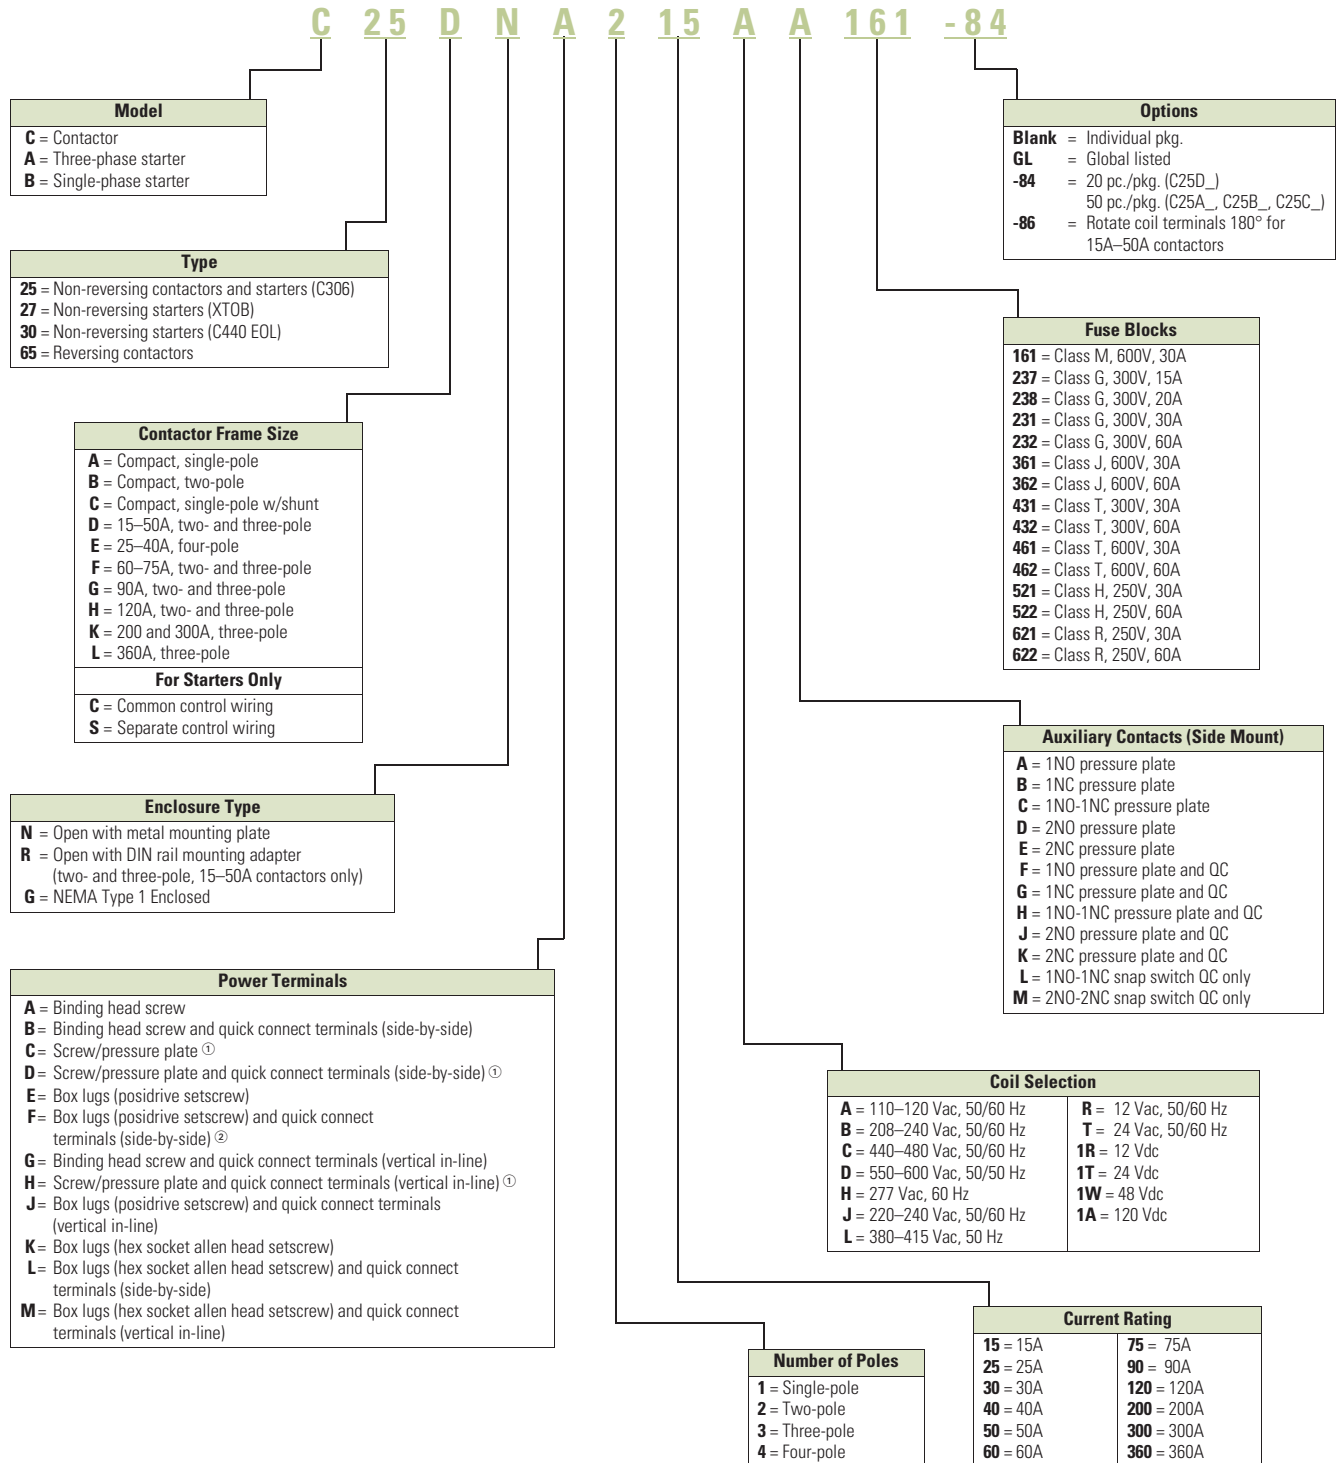 C 25 D N A 2 15 A A 161 -84
Model
C = Contactor
A = Three-phase starter
B = Single-phase starter
Type
25 = Non-reversing contactors and starters (C306)
27 = Non-reversing starters (XTOB)
30 = Non-reversing starters (C440 EOL)
65 = Reversing contactors
Contactor Frame Size
A = Compact, single-pole
B = Compact, two-pole
C = Compact, single-pole w/shunt
D = 15–50A, two- and three-pole
E = 25–40A, four-pole
F = 60–75A, two- and three-pole
G = 90A, two- and three-pole
H = 120A, two- and three-pole
K = 200 and 300A, three-pole
L = 360A, three-pole
For Starters Only
C = Common control wiring
S = Separate control wiring
Enclosure Type
N = Open with metal mounting plate
R = Open with DIN rail mounting adapter
(two- and three-pole, 15–50A contactors only)
G = NEMA Type 1 Enclosed
Power Terminals
A = Binding head screw
B = Binding head screw and quick connect terminals (side-by-side)
C = Screw/pressure plate ①
D = Screw/pressure plate and quick connect terminals (side-by-side) ①
E = Box lugs (posidrive setscrew)
F = Box lugs (posidrive setscrew) and quick connect
terminals (side-by-side) ②
G = Binding head screw and quick connect terminals (vertical in-line)
H = Screw/pressure plate and quick connect terminals (vertical in-line) ①
J = Box lugs (posidrive setscrew) and quick connect terminals
(vertical in-line)
K = Box lugs (hex socket allen head setscrew)
L = Box lugs (hex socket allen head setscrew) and quick connect
terminals (side-by-side)
M = Box lugs (hex socket allen head setscrew) and quick connect
terminals (vertical in-line)
Options
Blank = Individual pkg.
GL = Global listed
-84 = 20 pc./pkg. (C25D_)
50 pc./pkg. (C25A_, C25B_, C25C_)
-86 = Rotate coil terminals 180° for
15A–50A contactors
Fuse Blocks
161 = Class M, 600V, 30A
237 = Class G, 300V, 15A
238 = Class G, 300V, 20A
231 = Class G, 300V, 30A
232 = Class G, 300V, 60A
361 = Class J, 600V, 30A
362 = Class J, 600V, 60A
431 = Class T, 300V, 30A
432 = Class T, 300V, 60A
461 = Class T, 600V, 30A
462 = Class T, 600V, 60A
521 = Class H, 250V, 30A
522 = Class H, 250V, 60A
621 = Class R, 250V, 30A
622 = Class R, 250V, 60A
Auxiliary Contacts (Side Mount)
A = 1NO pressure plate
B = 1NC pressure plate
C = 1NO-1NC pressure plate
D = 2NO pressure plate
E = 2NC pressure plate
F = 1NO pressure plate and QC
G = 1NC pressure plate and QC
H = 1NO-1NC pressure plate and QC
J = 2NO pressure plate and QC
K = 2NC pressure plate and QC
L = 1NO-1NC snap switch QC only
M = 2NO-2NC snap switch QC only
Coil Selection
A = 110–120 Vac, 50/60 Hz
B = 208–240 Vac, 50/60 Hz
C = 440–480 Vac, 50/60 Hz
D = 550–600 Vac, 50/50 Hz
H = 277 Vac, 60 Hz
J = 220–240 Vac, 50/60 Hz
L = 380–415 Vac, 50 Hz
R = 12 Vac, 50/60 Hz
T = 24 Vac, 50/60 Hz
1R = 12 Vdc
1T = 24 Vdc
1W = 48 Vdc
1A = 120 Vdc
Number of Poles
1 = Single-pole
2 = Two-pole
3 = Three-pole
4 = Four-pole
Current Rating
15 = 15A
25 = 25A
30 = 30A
40 = 40A
50 = 50A
60 = 60A
75 = 75A
90 = 90A
120 = 120A
200 = 200A
300 = 300A
360 = 360A